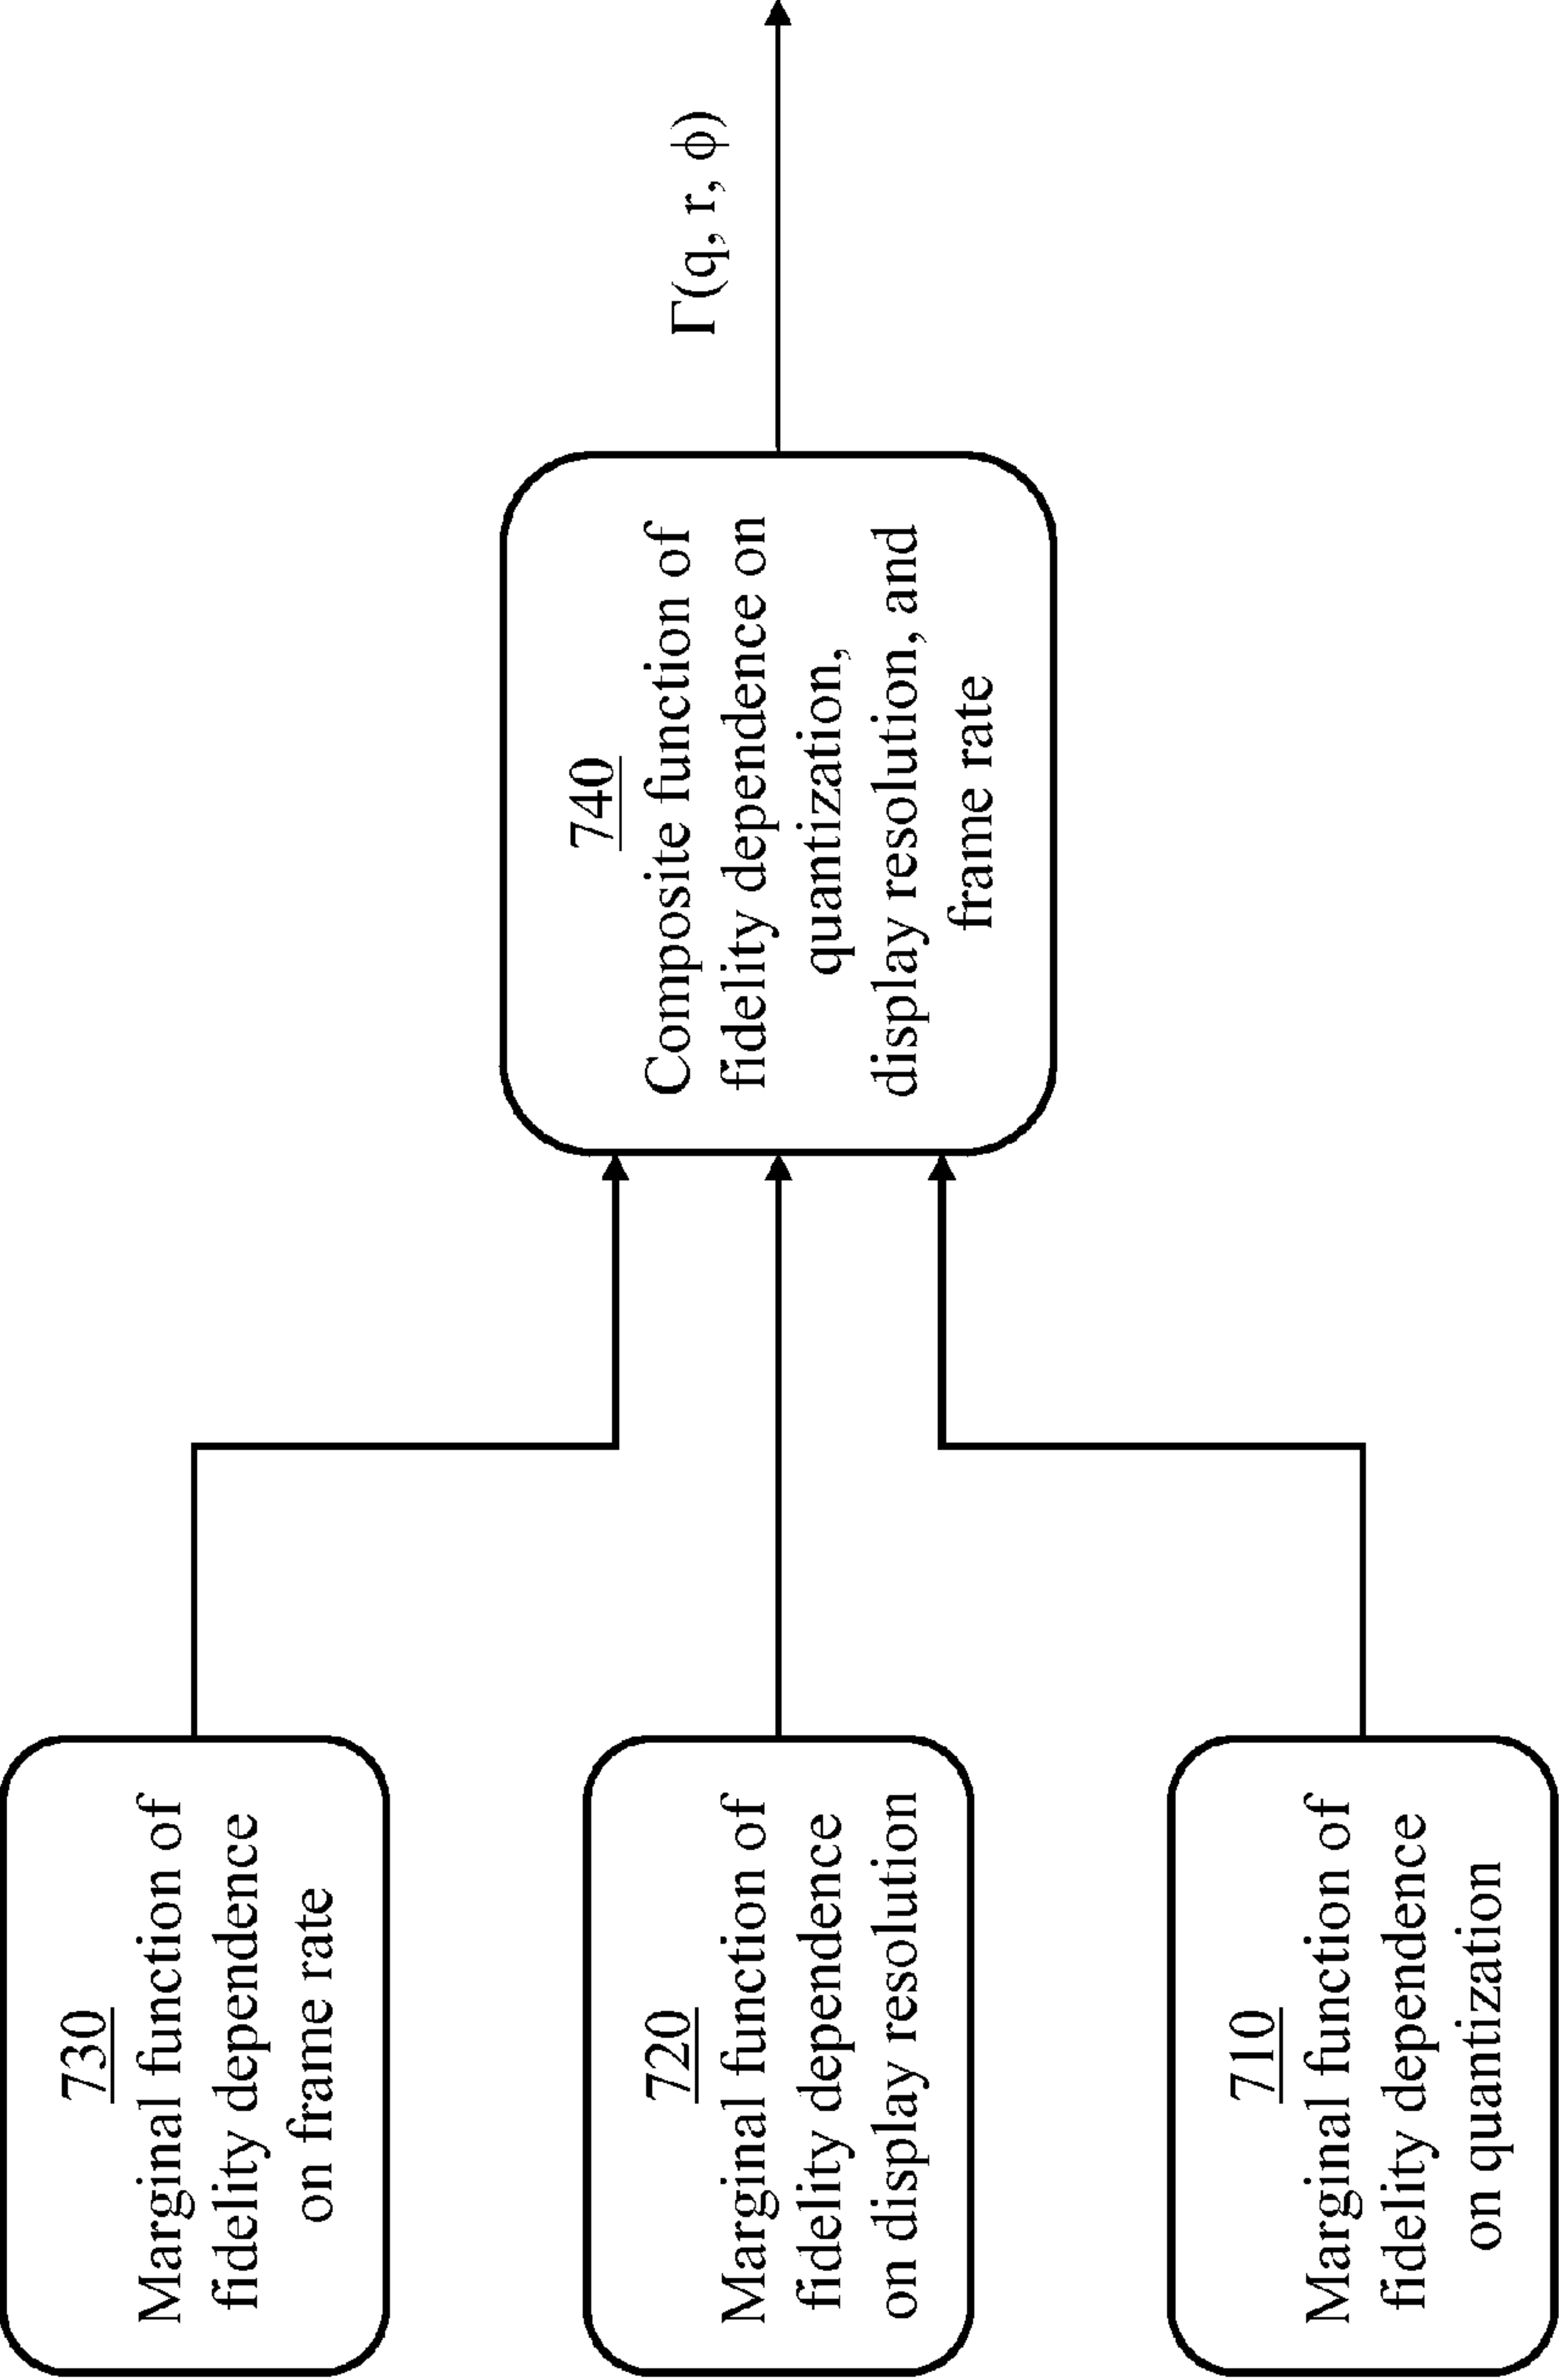 730
Marginal function of
fidelity dependence
on frame rate
720
Marginal function of
fidelity dependence
on display resolution
710
Marginal function of
fidelity dependence
on quantization
740
Composite function of
fidelity dependence on
quantization,
display resolution, and
frame rate
Γ(q, r, ϕ)